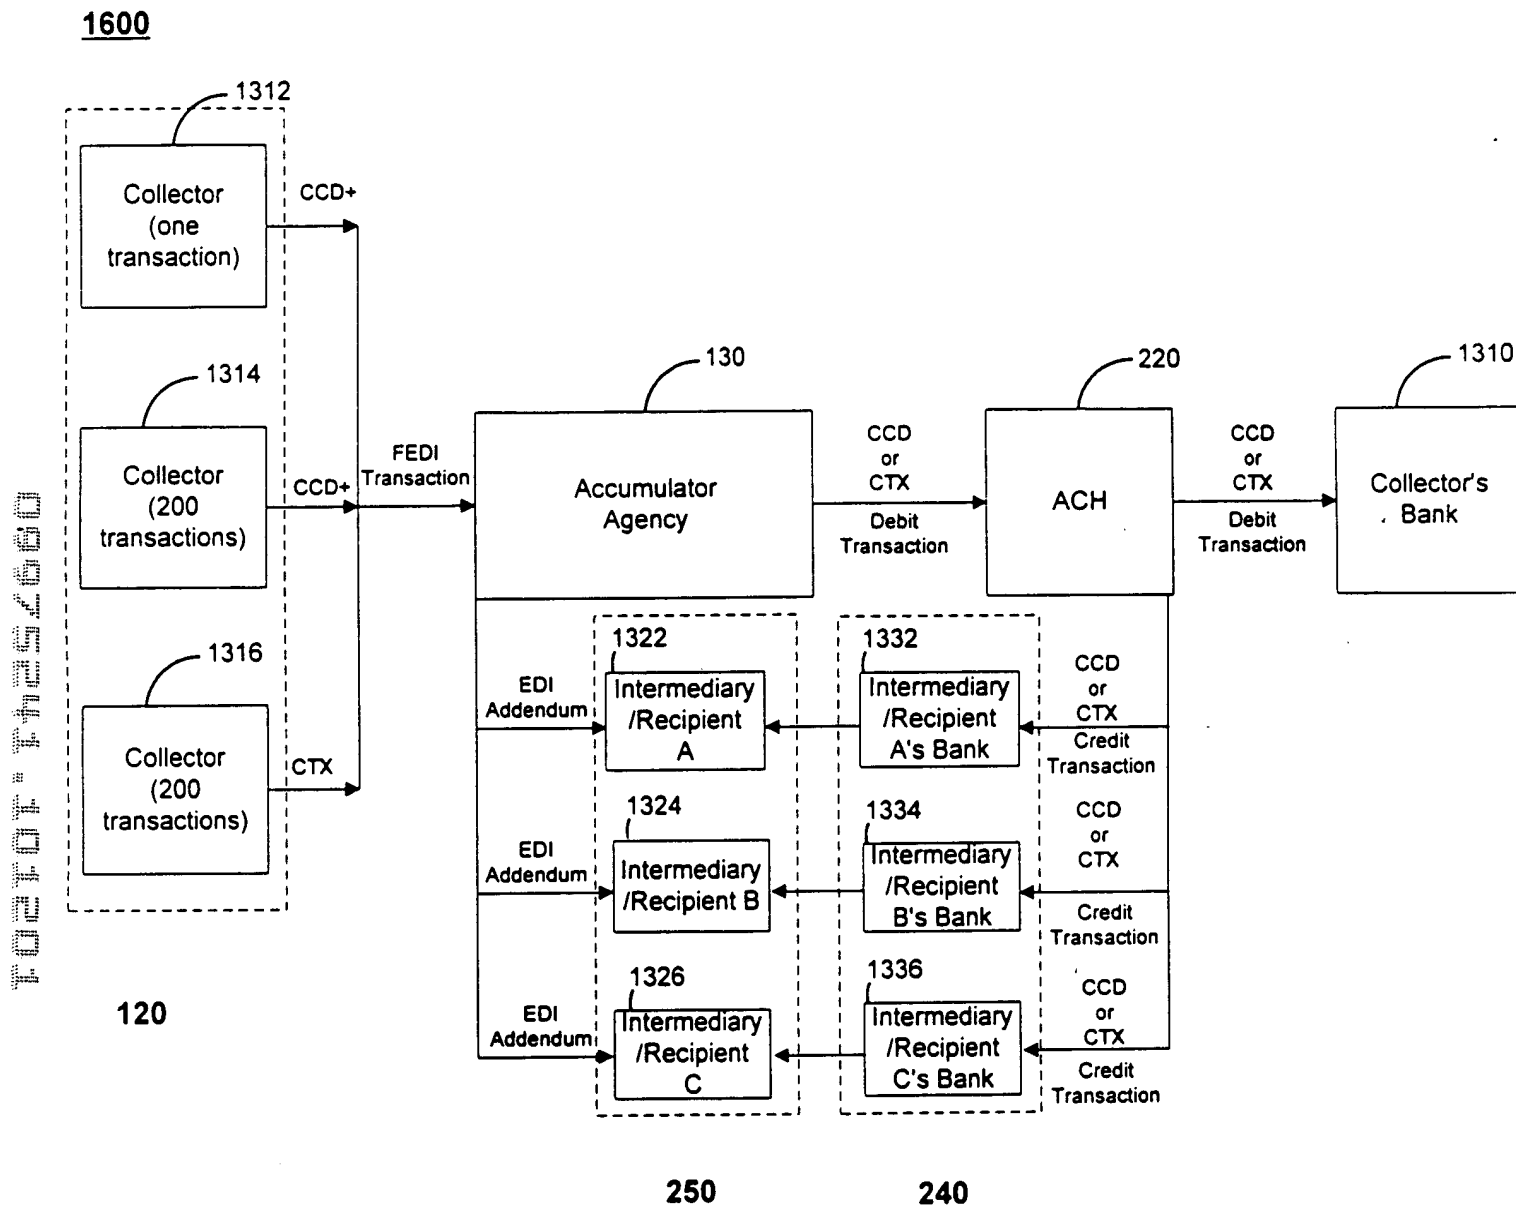 1600
1312
Collector
(one
transaction)
CCD+
1314
Collector
(200
transactions)
CCD+
1316
Collector
(200
transactions)
CTX
120
FEDI
Transaction
130
Accumulator
Agency
CCD
or
CTX
Debit
Transaction
220
ACH
CCD
or
CTX
Debit
Transaction
1310
Collector's
Bank
EDI
Addendum
1322
Intermediary
/Recipient
A
1332
Intermediary
/Recipient
A's Bank
CCD
or
CTX
Credit
Transaction
EDI
Addendum
1324
Intermediary
/Recipient B
1334
Intermediary
/Recipient
B's Bank
CCD
or
CTX
Credit
Transaction
EDI
Addendum
1326
Intermediary
/Recipient
C
1336
Intermediary
/Recipient
C's Bank
CCD
or
CTX
Credit
Transaction
250
240
09975241.101201